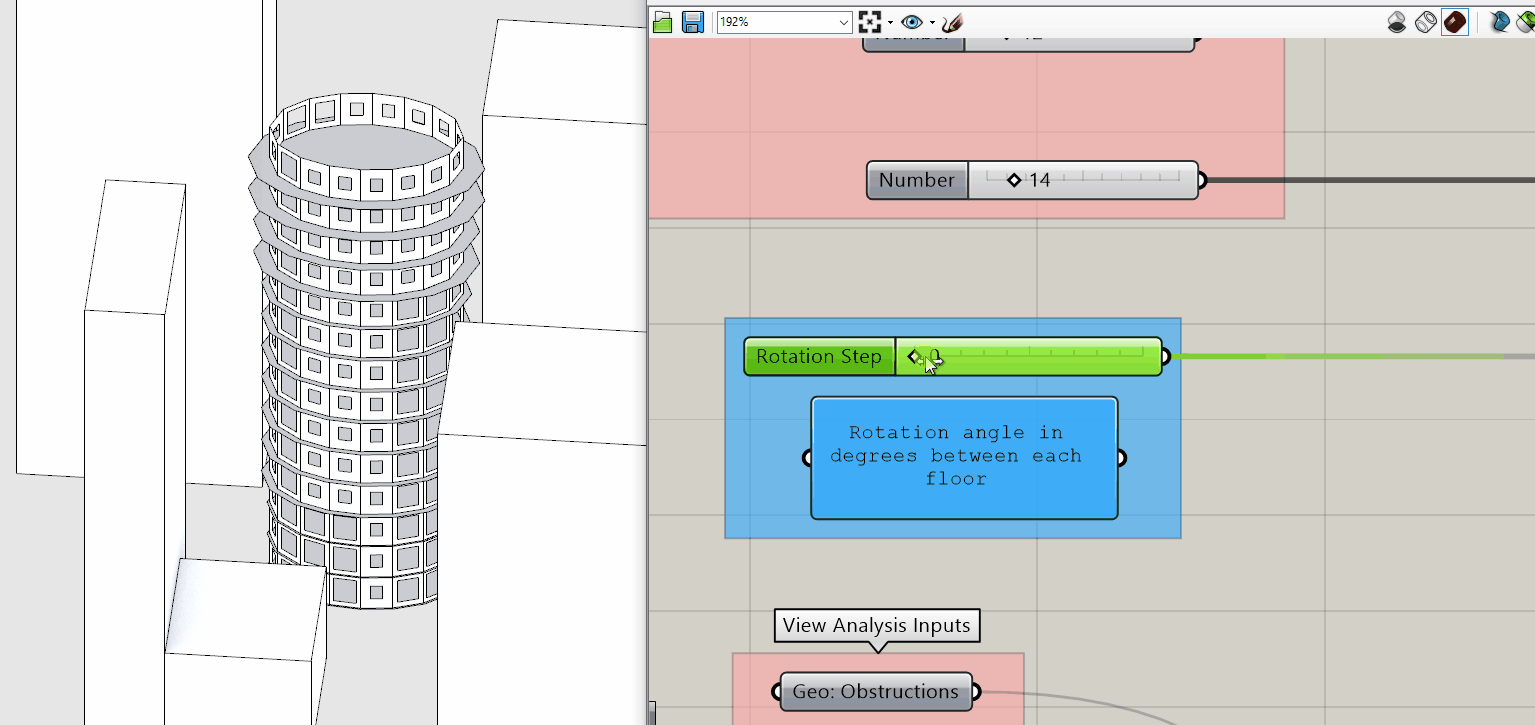 192%
Number
14
Rotation Step
0
Rotation angle in
degrees between each
floor
View Analysis Inputs
Geo: Obstructions